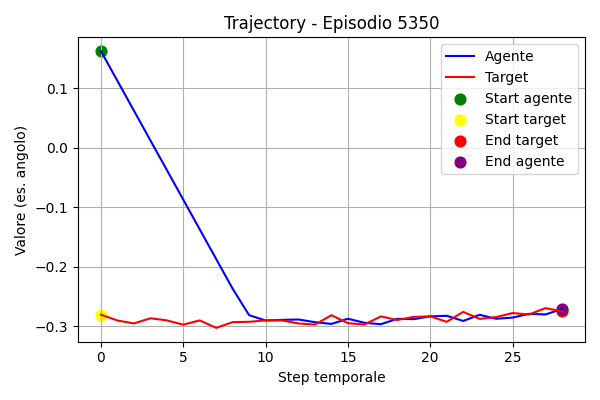 Trajectory - Episodio 5350
Agente
Target
Start agente
Start target
End target
End agente
Valore (es. angolo)
0.1
0.0
−0.1
−0.2
−0.3
0
5
10
15
20
25
Step temporale